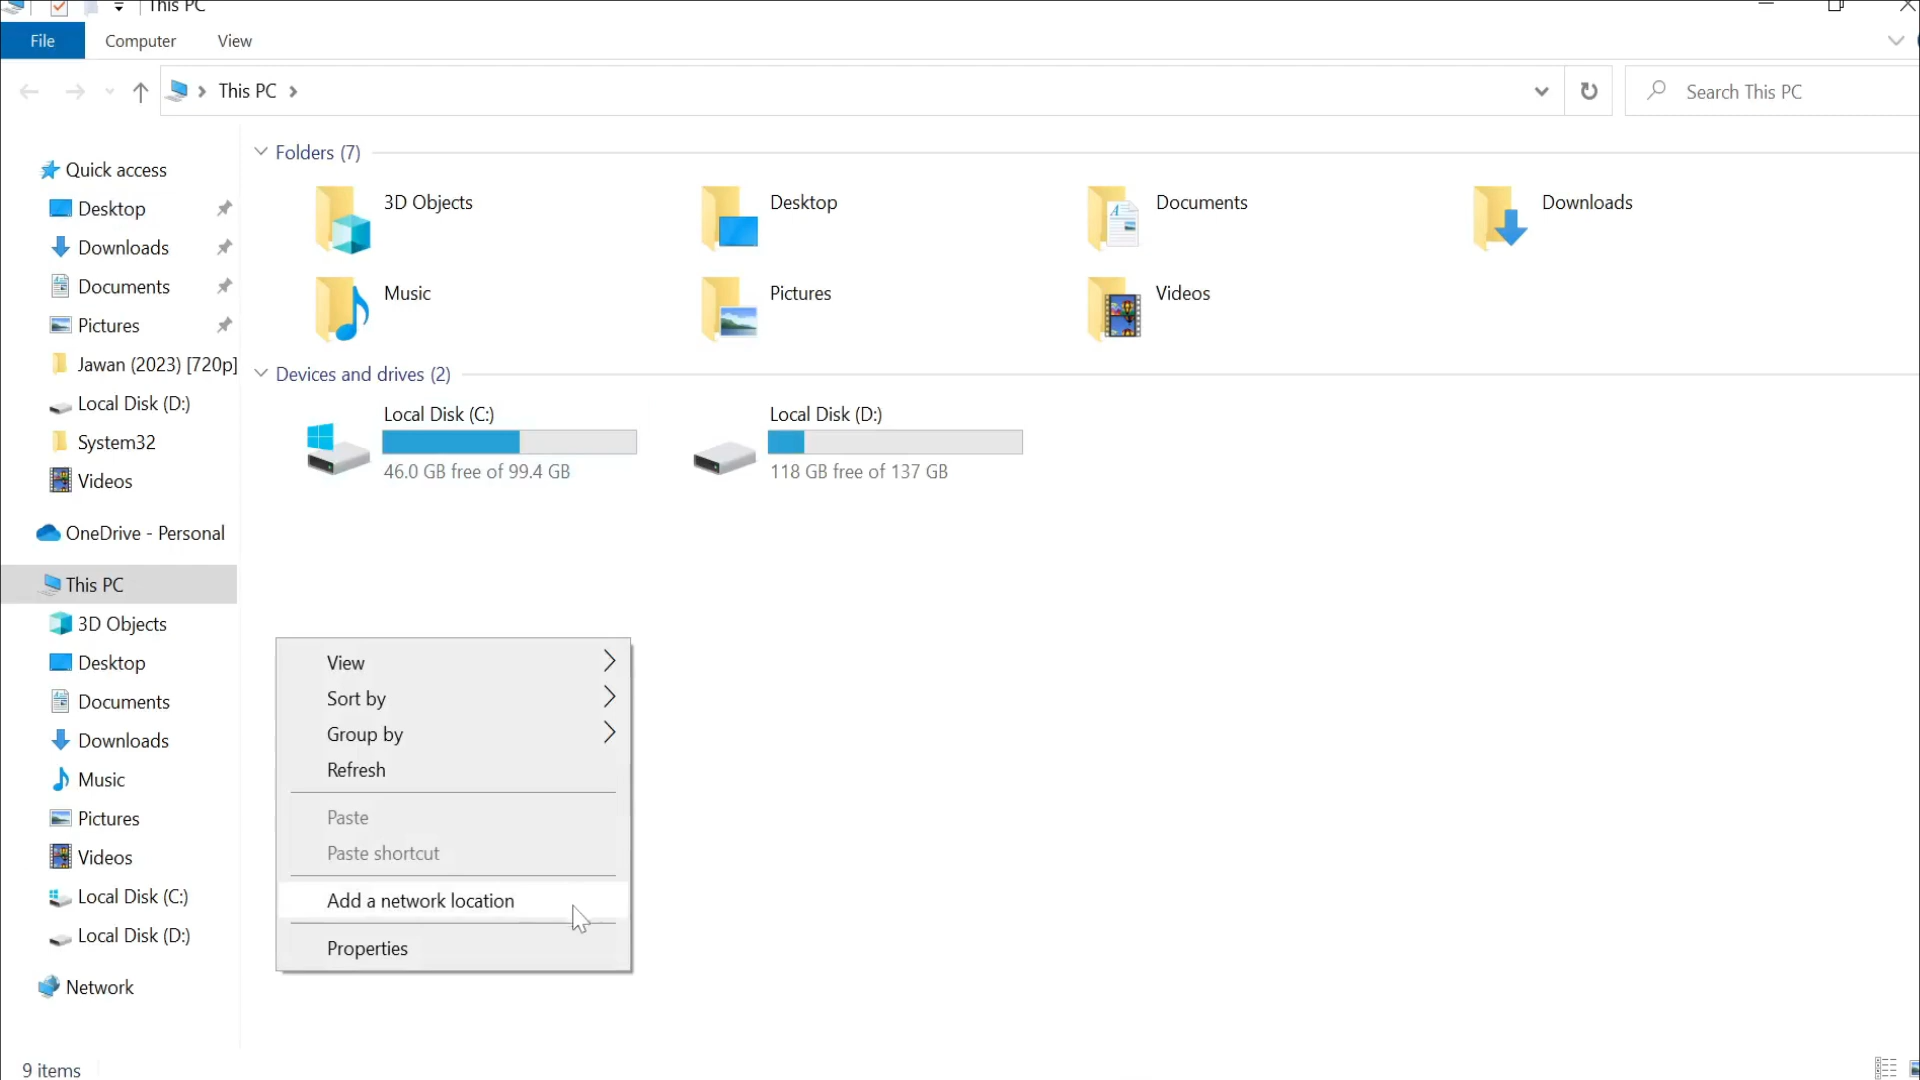 This PC
File
Computer
View
This PC
Search This PC
Quick access
Desktop
Downloads
Documents
Pictures
Jawan (2023) [720p]
Local Disk (D:)
System32
Videos
OneDrive - Personal
This PC
3D Objects
Desktop
Documents
Downloads
Music
Pictures
Videos
Local Disk (C:)
Local Disk (D:)
Network
Folders (7)
3D Objects
Desktop
Documents
Downloads
Music
Pictures
Videos
Devices and drives (2)
Local Disk (C:)
46.0 GB free of 99.4 GB
Local Disk (D:)
118 GB free of 137 GB
View
Sort by
Group by
Refresh
Paste
Paste shortcut
Add a network location
Properties
9 items